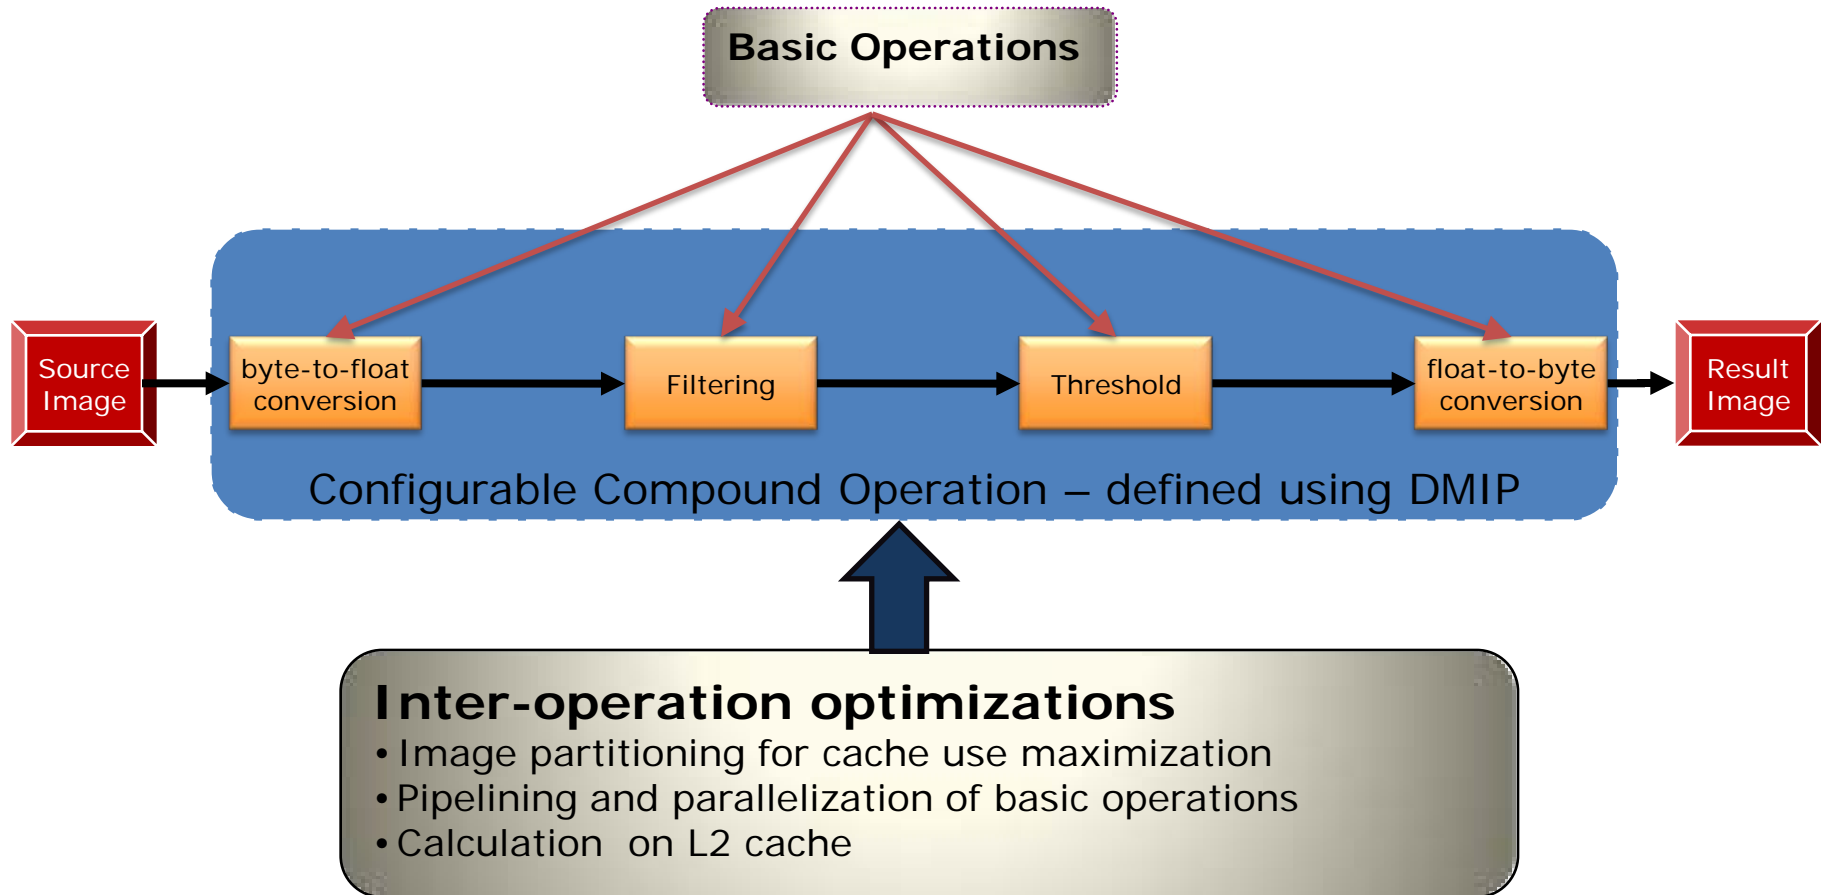 Basic Operations
Source
Image
byte-to-float
conversion
Filtering
Threshold
float-to-byte
conversion
Result
Image
Configurable Compound Operation – defined using DMIP
Inter-operation optimizations
• Image partitioning for cache use maximization
• Pipelining and parallelization of basic operations
• Calculation on L2 cache